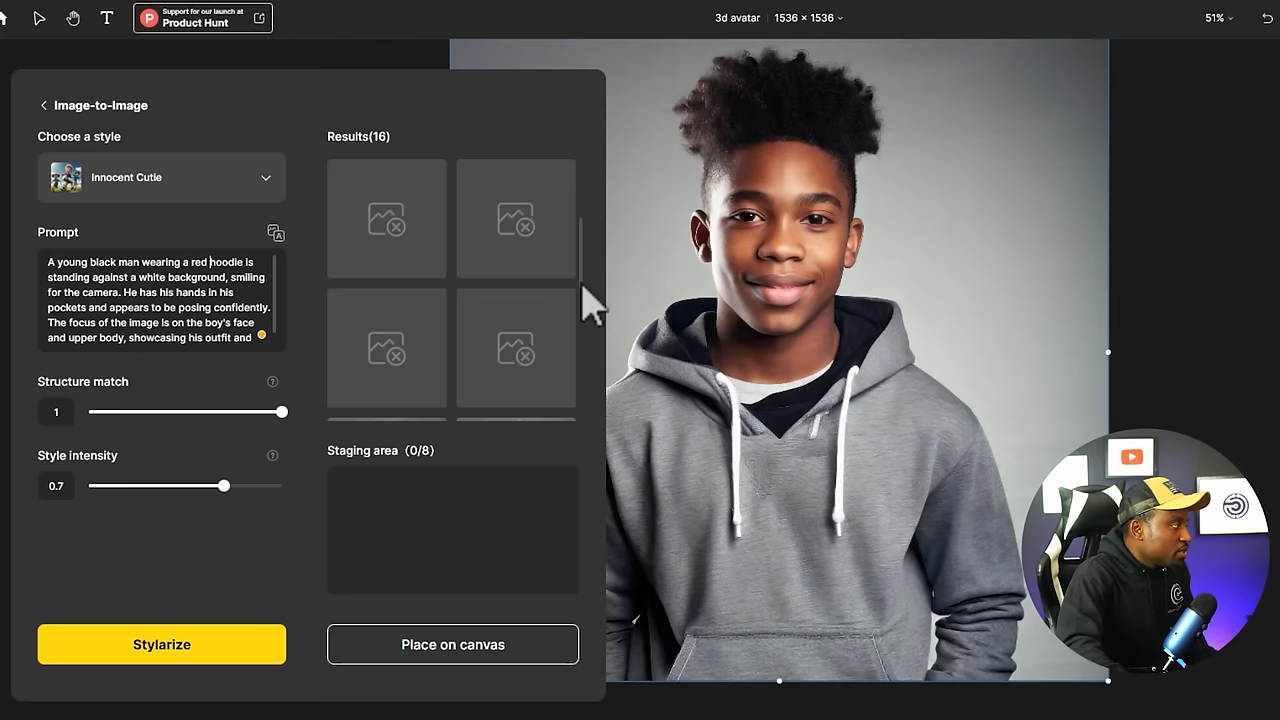 T
P
Support for our launch at
Product Hunt
3d avatar
1536 × 1536
51%
Image-to-Image
Choose a style
Innocent Cutie
Prompt
A
A young black man wearing a red hoodie is
standing against a white background, smiling
for the camera. He has his hands in his
pockets and appears to be posing confidently.
The focus of the image is on the boy's face
and upper body, showcasing his outfit and
Structure match
?
1
Style intensity
?
0.7
Stylarize
Results(16)
Staging area (0/8)
Place on canvas